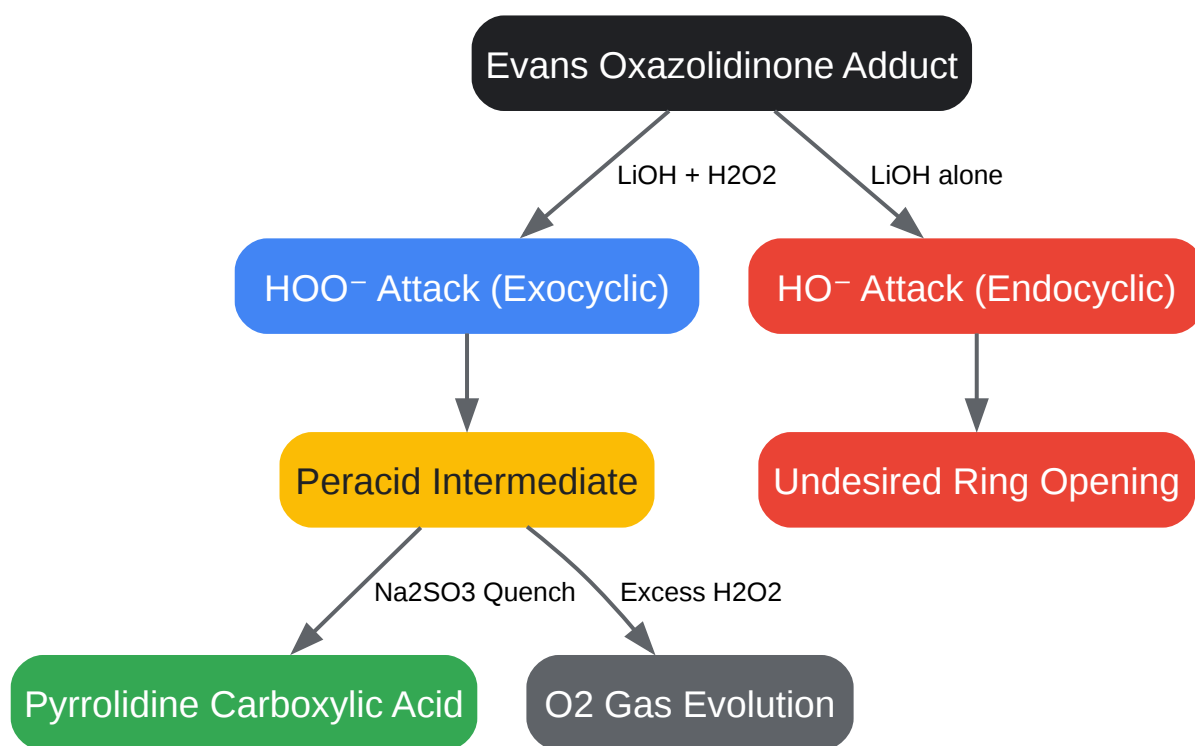 Evans Oxazolidinone Adduct
LiOH + H2O2
LiOH alone
HOO⁻ Attack (Exocyclic)
HO⁻ Attack (Endocyclic)
Peracid Intermediate
Undesired Ring Opening
Na2SO3 Quench
Excess H2O2
Pyrrolidine Carboxylic Acid
O2 Gas Evolution